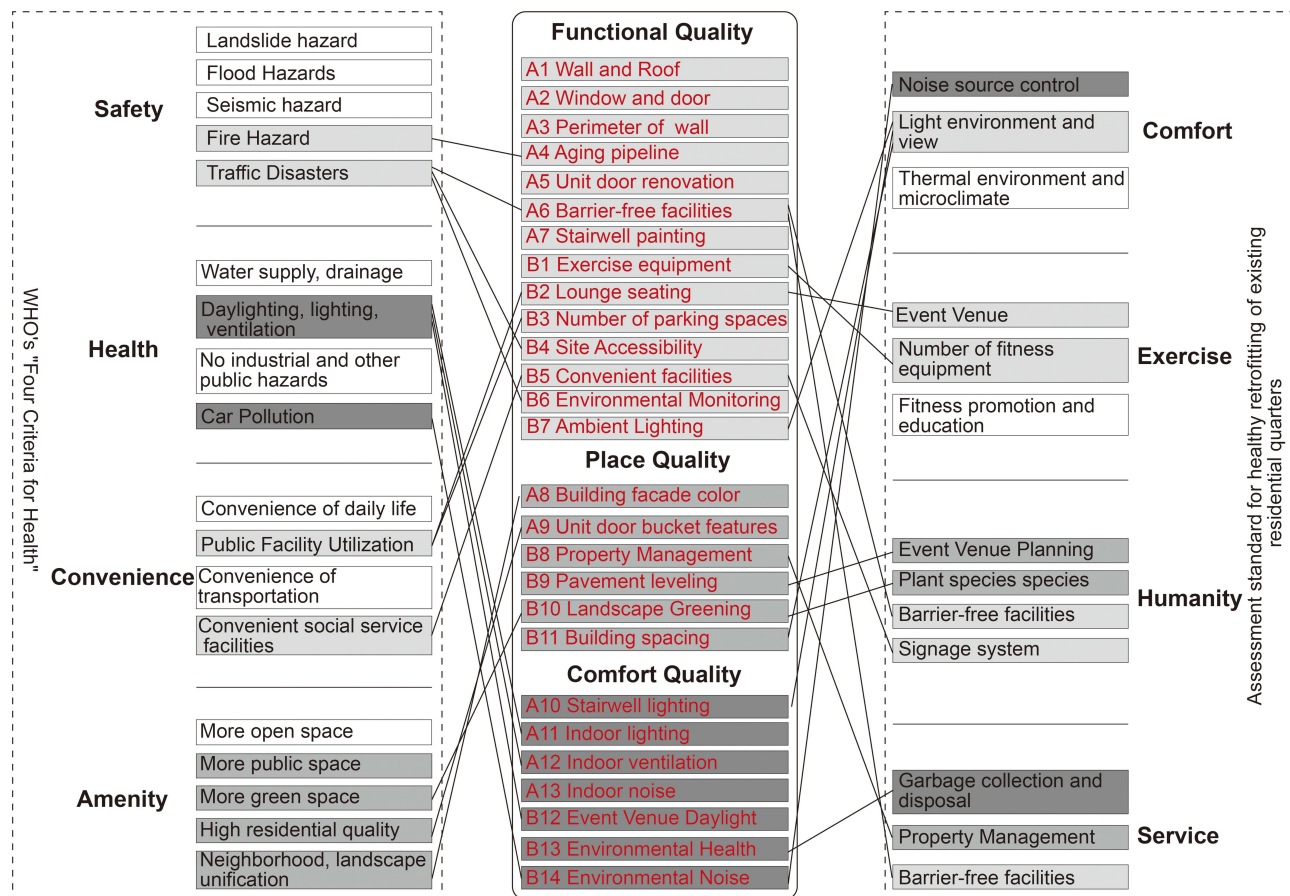 WHO's "Four Criteria for Health"
Safety
Landslide hazard
Flood Hazards
Seismic hazard
Fire Hazard
Traffic Disasters
Health
Water supply, drainage
Daylighting, lighting,
ventilation
No industrial and other
public hazards
Car Pollution
Convenience
Convenience of daily life
Public Facility Utilization
Convenience of
transportation
Convenient social service
facilities
Amenity
More open space
More public space
More green space
High residential quality
Neighborhood, landscape
unification
Functional Quality
A1 Wall and Roof
A2 Window and door
A3 Perimeter of wall
A4 Aging pipeline
A5 Unit door renovation
A6 Barrier-free facilities
A7 Stairwell painting
B1 Exercise equipment
B2 Lounge seating
B3 Number of parking spaces
B4 Site Accessibility
B5 Convenient facilities
B6 Environmental Monitoring
B7 Ambient Lighting
Place Quality
A8 Building facade color
A9 Unit door bucket features
B8 Property Management
B9 Pavement leveling
B10 Landscape Greening
B11 Building spacing
Comfort Quality
A10 Stairwell lighting
A11 Indoor lighting
A12 Indoor ventilation
A13 Indoor noise
B12 Event Venue Daylight
B13 Environmental Health
B14 Environmental Noise
Noise source control
Light environment and
view
Thermal environment and
microclimate
Comfort
Event Venue
Number of fitness
equipment
Fitness promotion and
education
Exercise
Event Venue Planning
Plant species species
Barrier-free facilities
Signage system
Humanity
Garbage collection and
disposal
Property Management
Barrier-free facilities
Service
Assessment standard for healthy retrofitting of existing
residential quarters